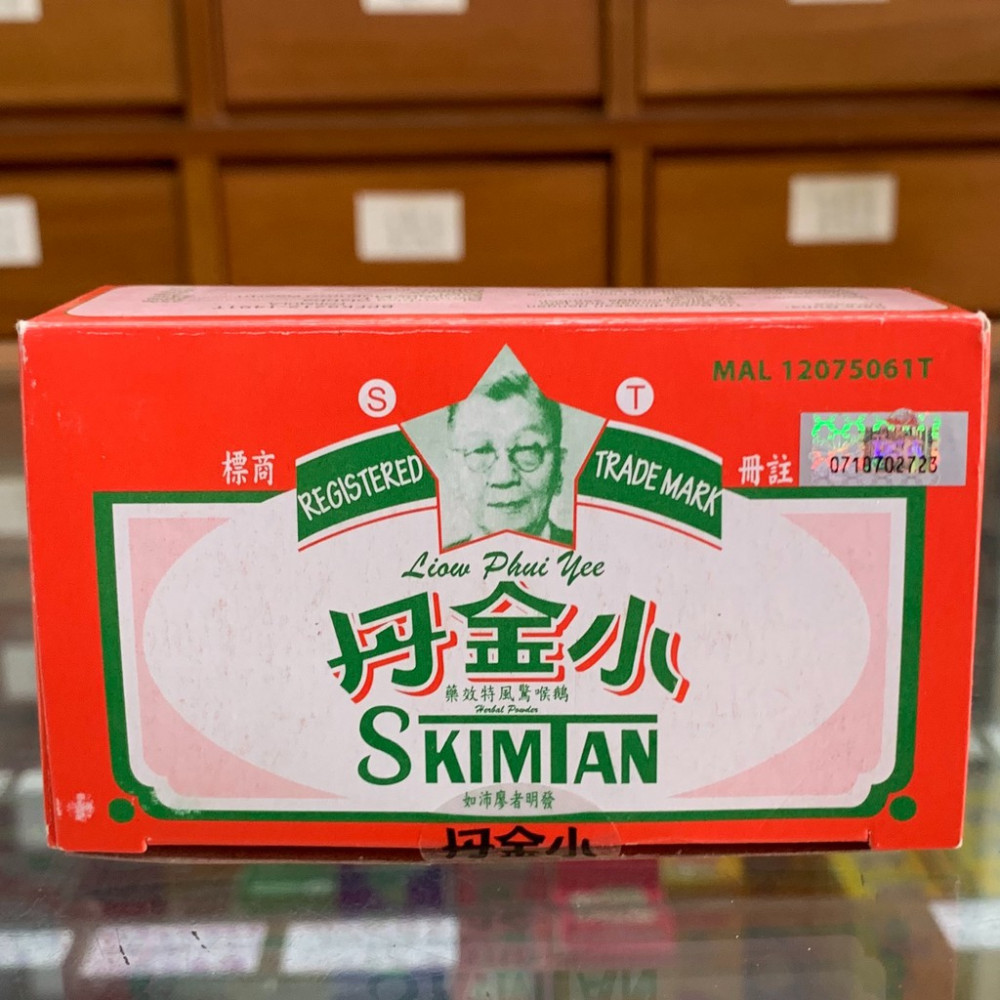 MAL 12075061T
S T
0718702723
註冊 商標
REGISTERED TRADE MARK
Liow Phui Yee
小金丹
鵝喉驚風特效藥
Herbal Powder
SKIMTAN
發明者廖沛如
小金丹